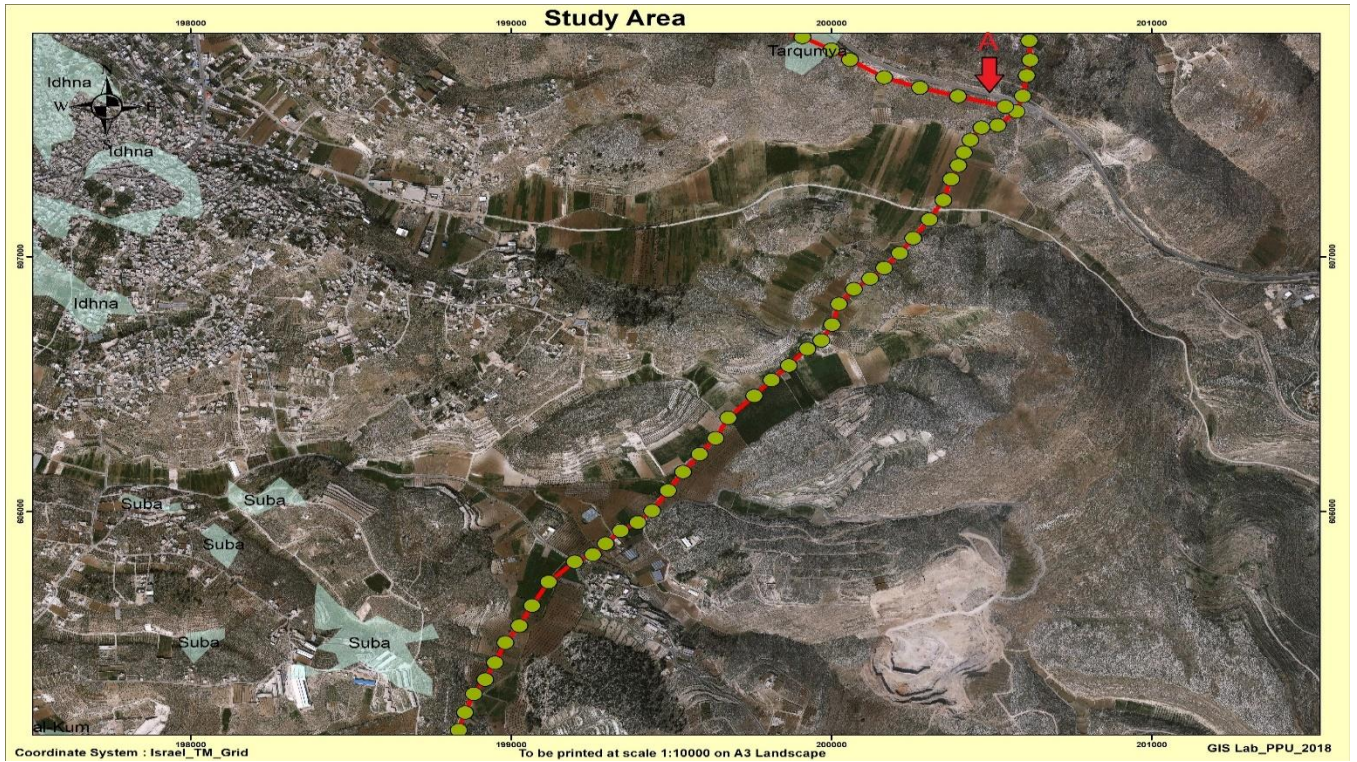 Study Area
198000 199000 200000 201000
Tarqumya
A
Idhna
N
W E
S
Idhna
607000 607000
Idhna
606000 606000
Suba
Suba
Suba
Suba
Suba
al-Kum
198000 199000 200000 201000
Coordinate System : Israel_TM_Grid
To be printed at scale 1:10000 on A3 Landscape
GIS Lab_PPU_2018